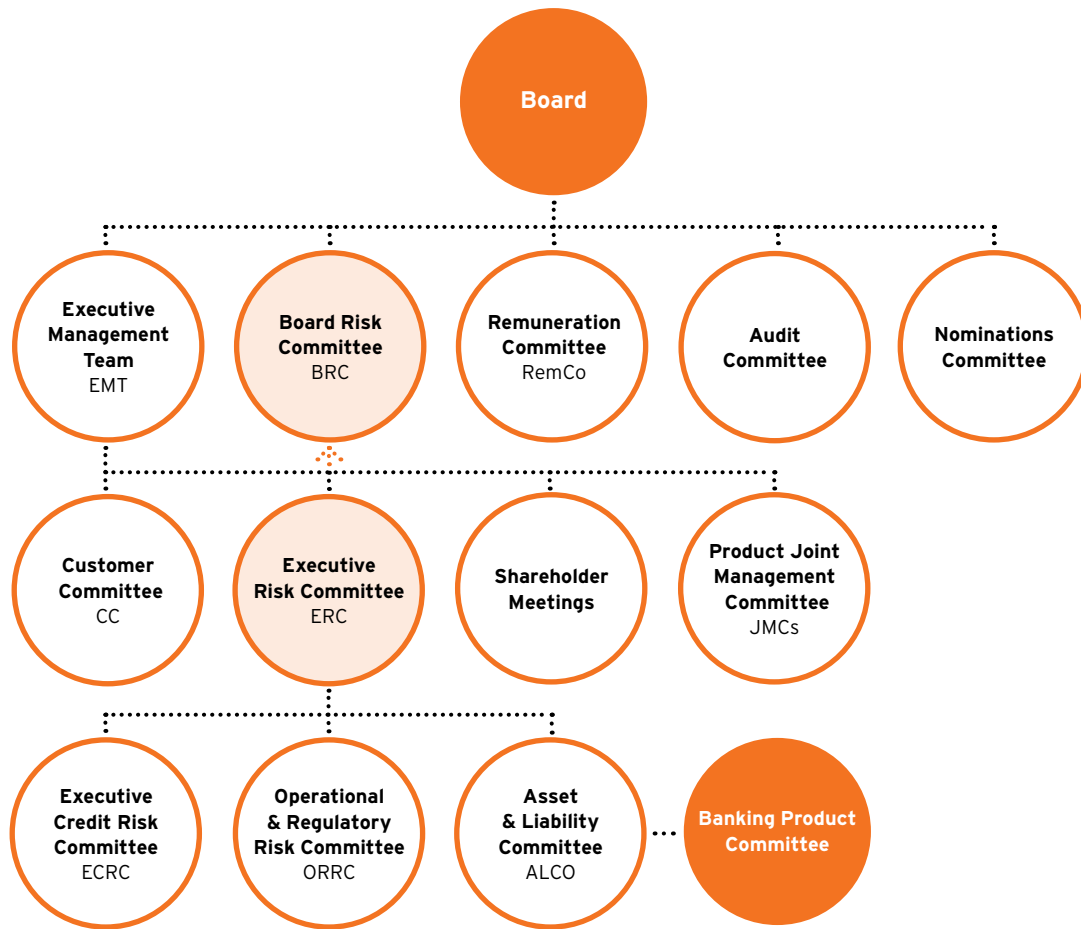 Board
Executive
Management
Team
EMT
Board Risk
Committee
BRC
Remuneration
Committee
RemCo
Audit
Committee
Nominations
Committee
Customer
Committee
CC
Executive
Risk Committee
ERC
Shareholder
Meetings
Product Joint
Management
Committee
JMCs
Executive
Credit Risk
Committee
ECRC
Operational
& Regulatory
Risk Committee
ORRC
Asset
& Liability
Committee
ALCO
Banking Product
Committee